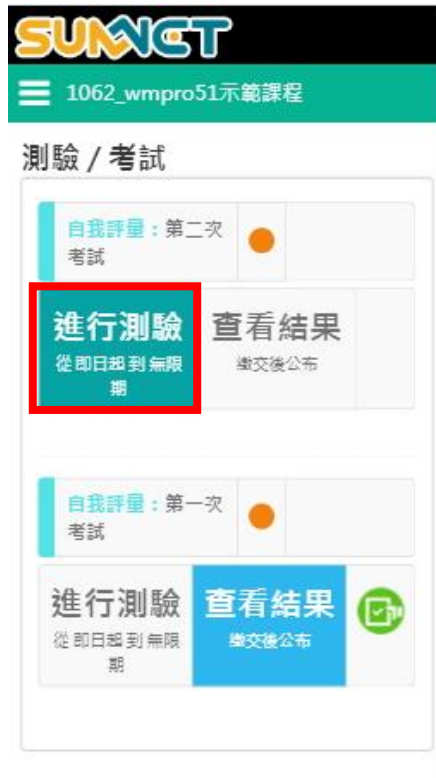 SUNNET
1062_wmpro51示範課程
測驗 / 考試
自我評量：第二次
考試
進行測驗
從即日起到無限
期
查看結果
繳交後公布
自我評量：第一次
考試
進行測驗
從即日起到無限
期
查看結果
繳交後公布